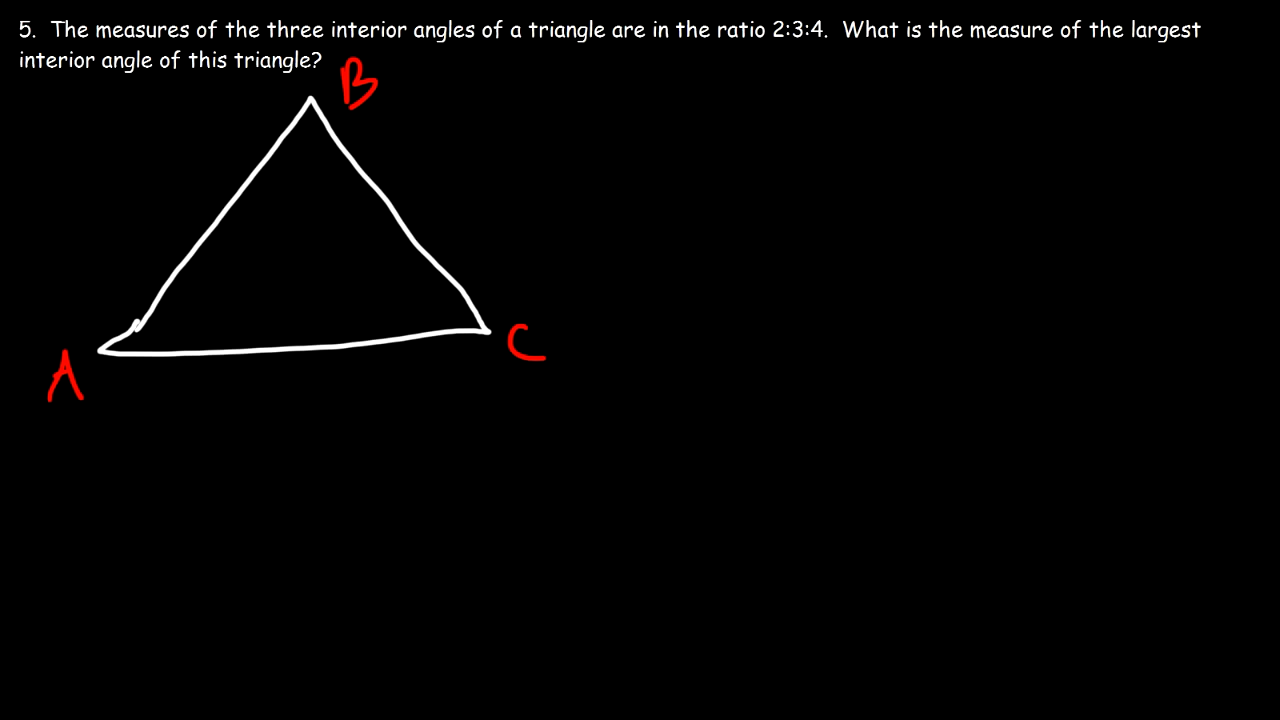 5. The measures of the three interior angles of a triangle are in the ratio 2:3:4. What is the measure of the largest
interior angle of this triangle?
B
A
C